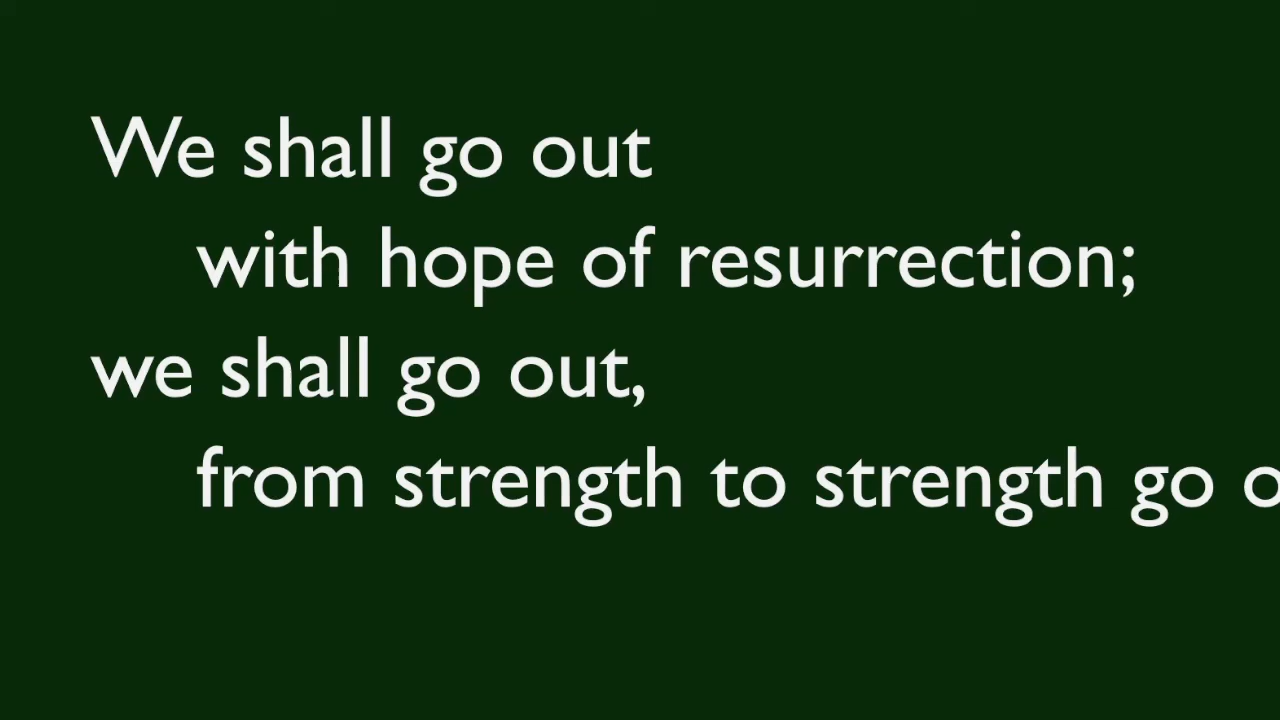 We shall go out
with hope of resurrection;
we shall go out,
from strength to strength go